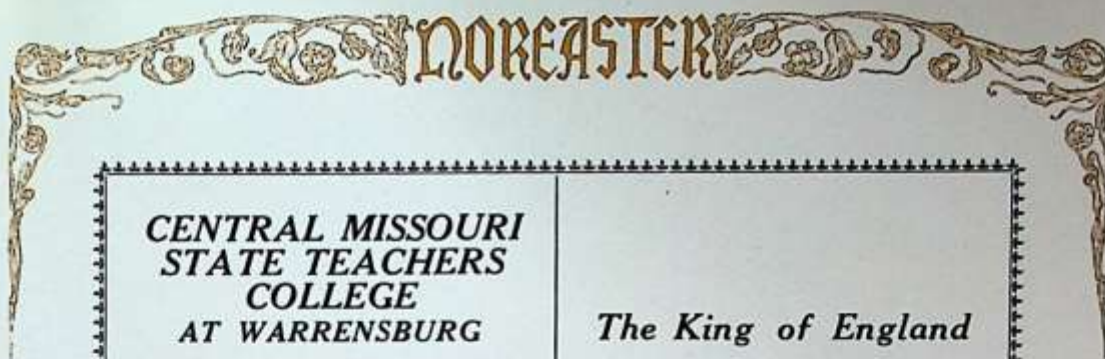 NOREASTER
CENTRAL MISSOURI
STATE TEACHERS
COLLEGE
AT WARRENSBURG
The King of England